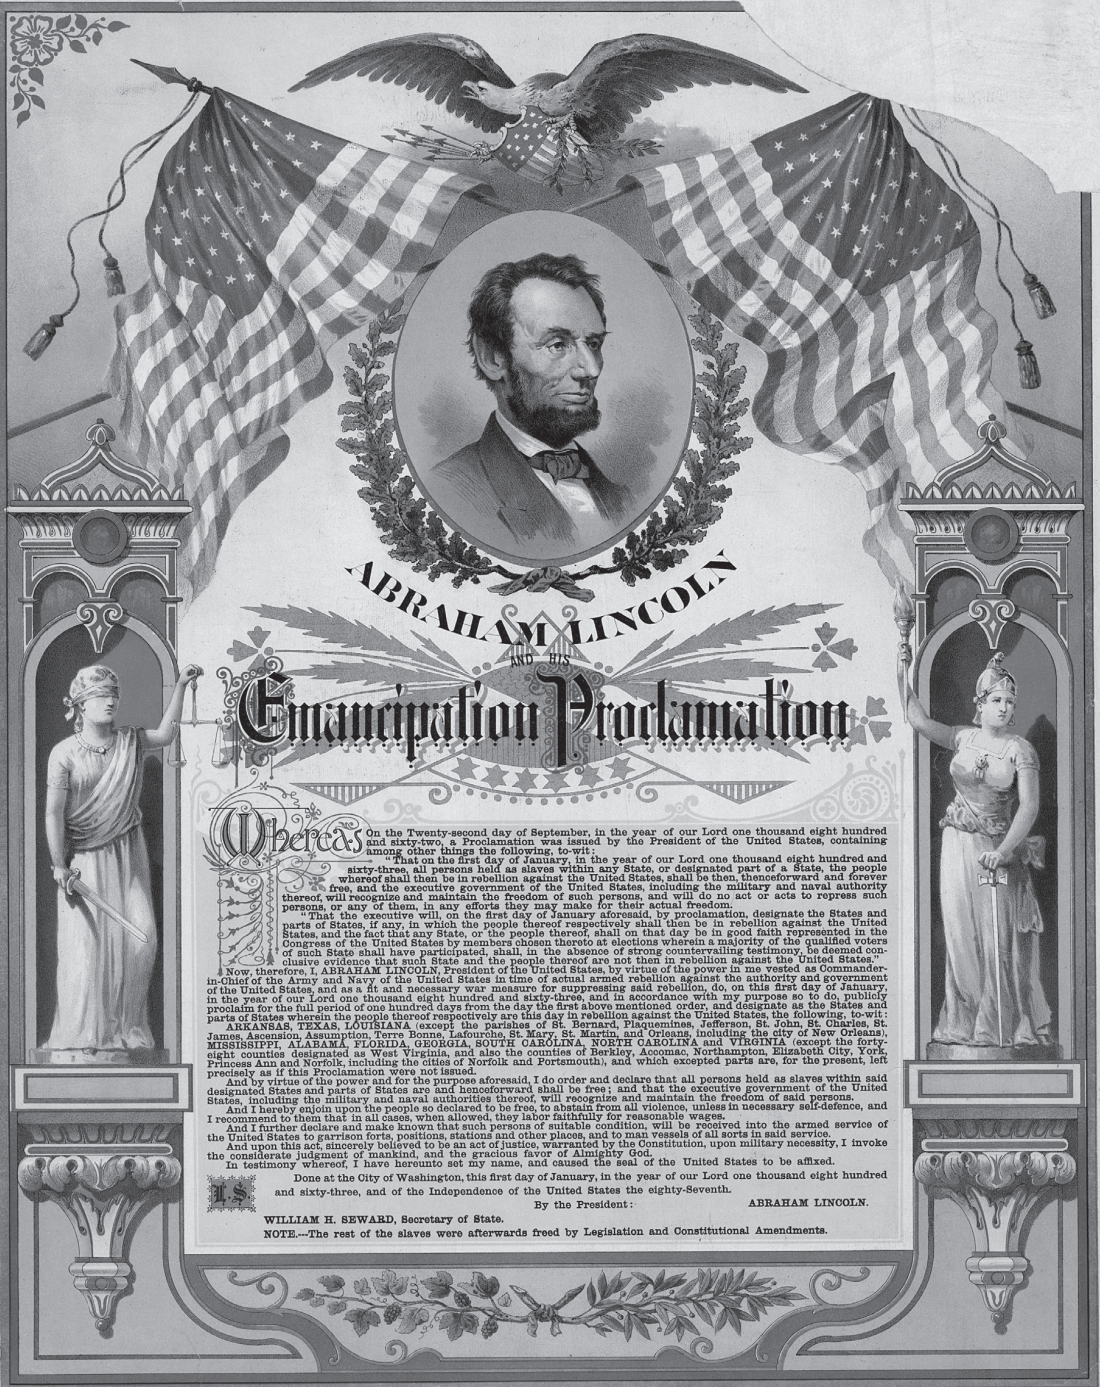 ABRAHAM LINCOLN
AND HIS
Emancipation Proclamation
Whereas On the Twenty-second day of September, in the year of our Lord one thousand eight hundred
and sixty-two, a Proclamation was issued by the President of the United States, containing
among other things the following, to-wit:
"That on the first day of January, in the year of our Lord one thousand eight hundred and
sixty-three, all persons held as slaves within any State, or designated part of a State, the people
whereof shall then be in rebellion against the United States, shall be then, thenceforward and forever
free, and the executive government of the United States, including the military and naval authority
thereof, will recognize and maintain the freedom of such persons, and will do no act or acts to repress such
persons, or any of them, in any efforts they may make for their actual freedom.
"That the executive will, on the first day of January aforesaid, by proclamation, designate the States and
parts of States, if any, in which the people thereof respectively shall then be in rebellion against the United
States, and the fact that any State, or the people thereof, shall on that day be in good faith represented in the
Congress of the United States by members chosen thereto at elections wherein a majority of the qualified voters
of such State shall have participated, shall, in the absence of strong countervailing testimony, be deemed con-
clusive evidence that such State and the people thereof are not then in rebellion against the United States."
Now, therefore, I, ABRAHAM LINCOLN, President of the United States, by virtue of the power in me vested as Commander-
in-Chief of the Army and Navy of the United States in time of actual armed rebellion against the authority and government
of the United States, and as a fit and necessary war measure for suppressing said rebellion, do, on this first day of January,
in the year of our Lord one thousand eight hundred and sixty-three, and in accordance with my purpose so to do, publicly
proclaim for the full period of one hundred days from the day the first above mentioned order, and designate as the States and
parts of States wherein the people thereof respectively are this day in rebellion against the United States, the following, to-wit:
ARKANSAS, TEXAS, LOUISIANA (except the parishes of St. Bernard, Plaquemines, Jefferson, St. John, St. Charles, St.
James, Ascension, Assumption, Terre Bonne, Lafourche, St. Mary, St. Martin, and Orleans, including the city of New Orleans),
MISSISSIPPI, ALABAMA, FLORIDA, GEORGIA, SOUTH CAROLINA, NORTH CAROLINA and VIRGINIA (except the forty-
eight counties designated as West Virginia, and also the counties of Berkley, Accomac, Northampton, Elizabeth City, York,
Princess Ann and Norfolk, including the cities of Norfolk and Portsmouth), and which excepted parts are, for the present, left
precisely as if this Proclamation were not issued.
And by virtue of the power and for the purpose aforesaid, I do order and declare that all persons held as slaves within said
designated States and parts of States are and henceforward shall be free; and that the executive government of the United
States, including the military and naval authorities thereof, will recognize and maintain the freedom of said persons.
And I hereby enjoin upon the people so declared to be free, to abstain from all violence, unless in necessary self-defence, and
I recommend to them that in all cases, when allowed, they labor faithfully for reasonable wages.
And I further declare and make known that such persons of suitable condition, will be received into the armed service of
the United States to garrison forts, positions, stations and other places, and to man vessels of all sorts in said service.
And upon this act, sincerely believed to be an act of justice, warranted by the Constitution, upon military necessity, I invoke
the considerate judgment of mankind, and the gracious favor of Almighty God.
In testimony whereof, I have hereunto set my name, and caused the seal of the United States to be affixed.
L.S. Done at the City of Washington, this first day of January, in the year of our Lord one thousand eight hundred
and sixty-three, and of the Independence of the United States the eighty-Seventh.
By the President: ABRAHAM LINCOLN.
WILLIAM H. SEWARD, Secretary of State.
NOTE.---The rest of the slaves were afterwards freed by Legislation and Constitutional Amendments.